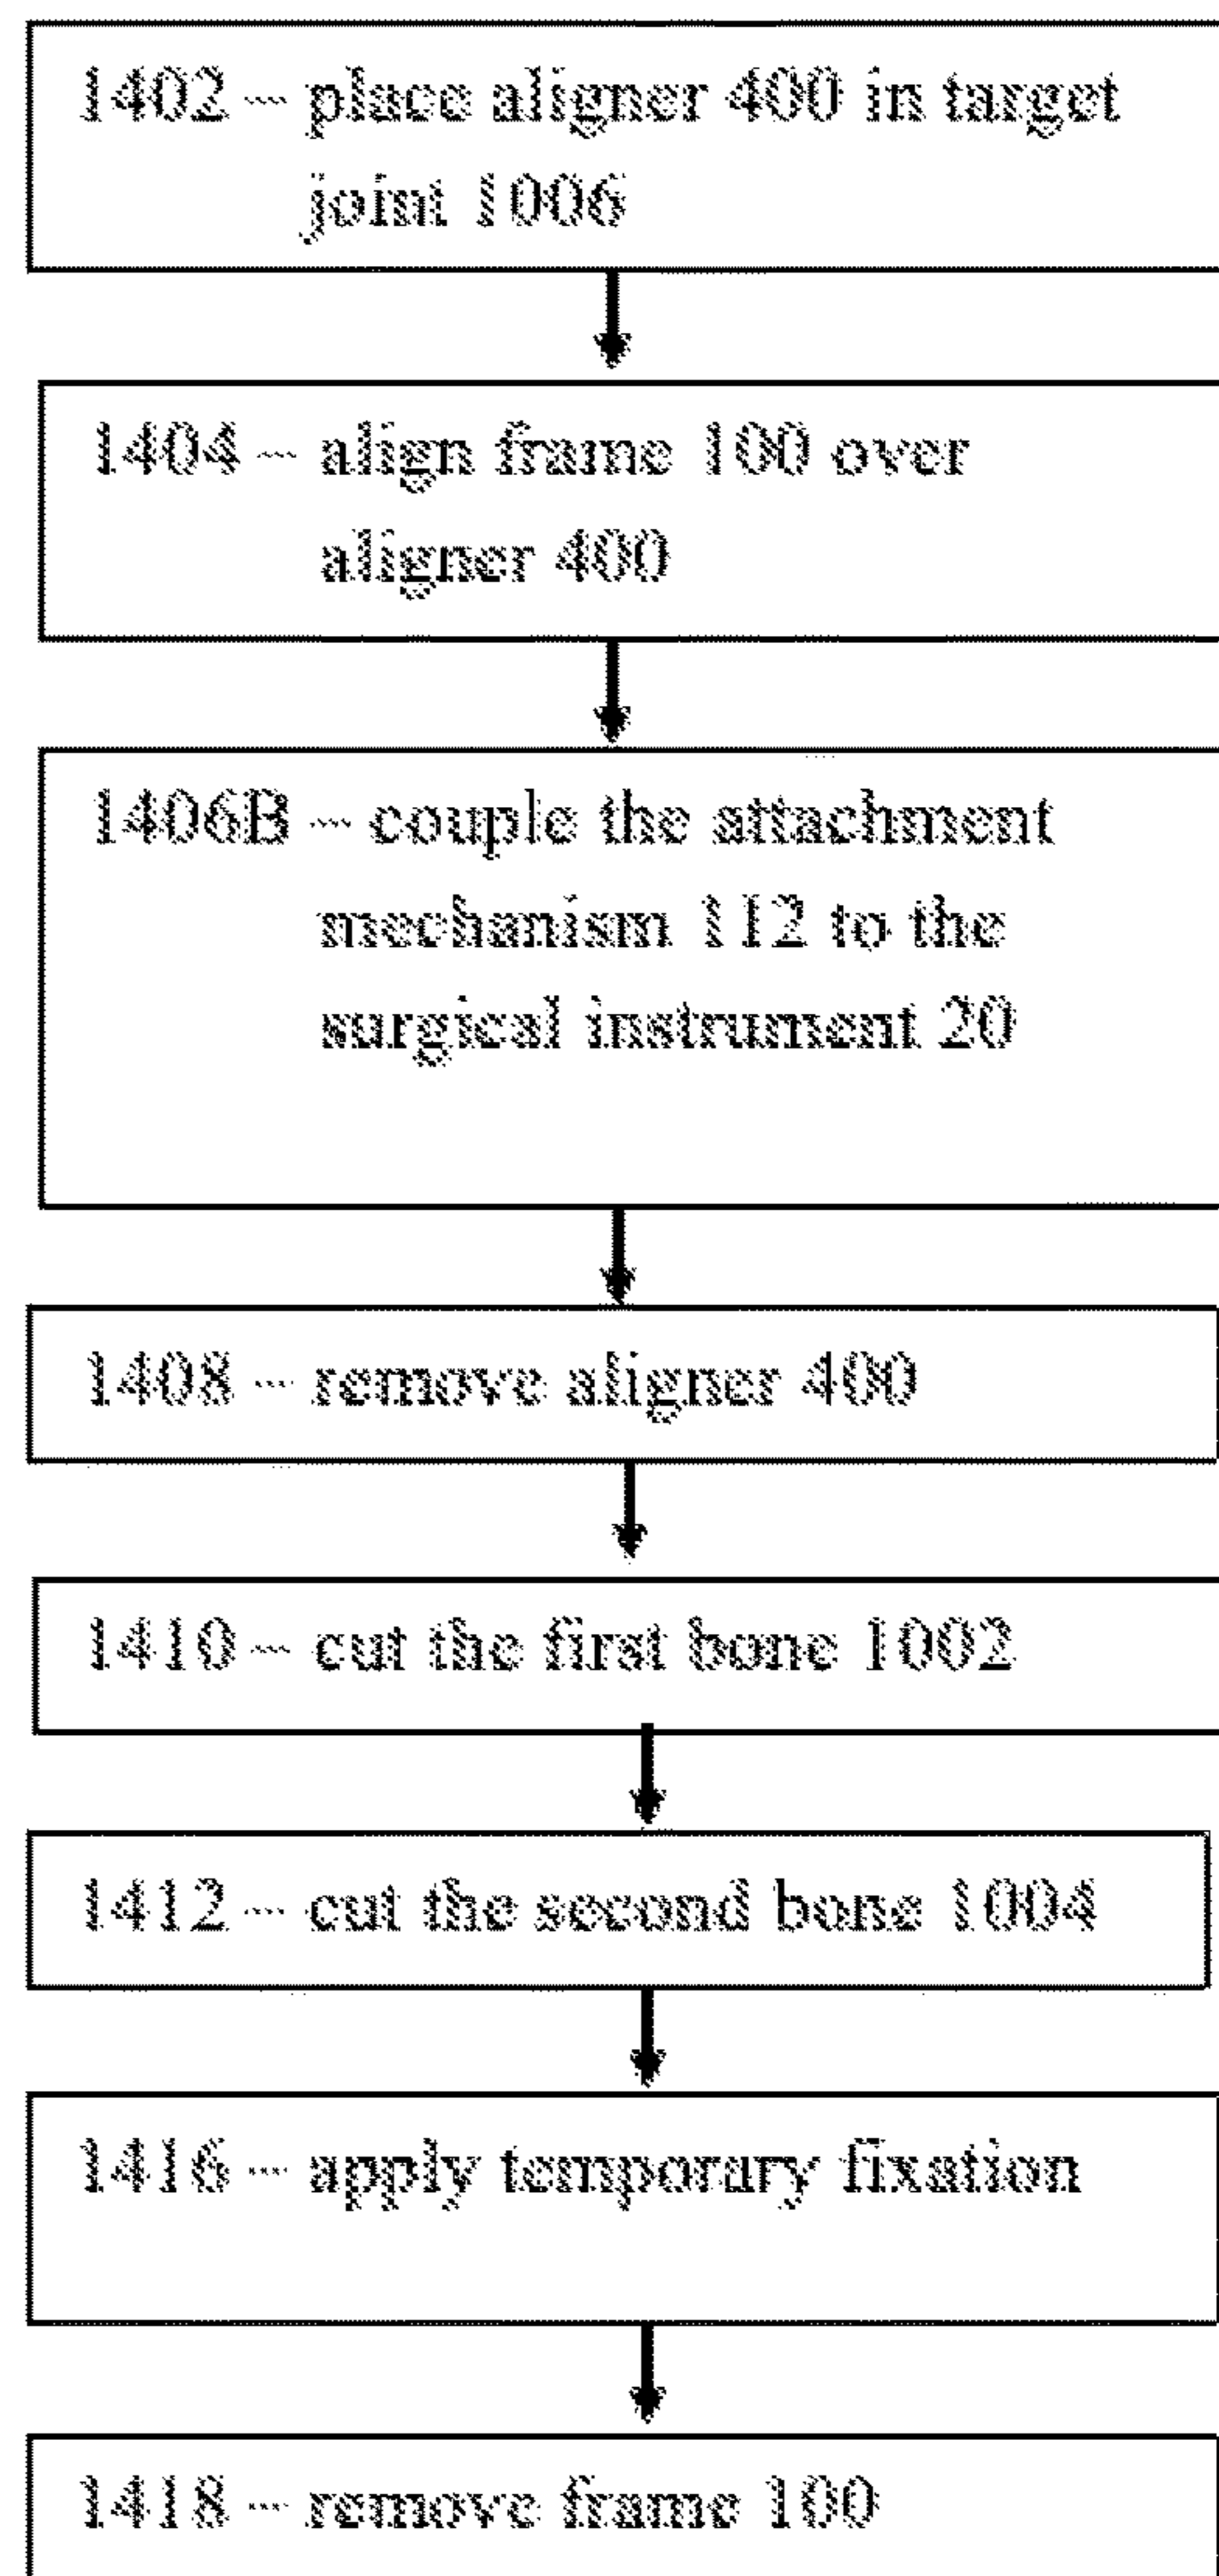 1402 – place aligner 400 in target
joint 1006
1404 – align frame 100 over
aligner 400
1406B – couple the attachment
mechanism 112 to the
surgical instrument 20
1408 – remove aligner 400
1410 – cut the first bone 1002
1412 – cut the second bone 1004
1416 – apply temporary fixation
1418 – remove frame 100